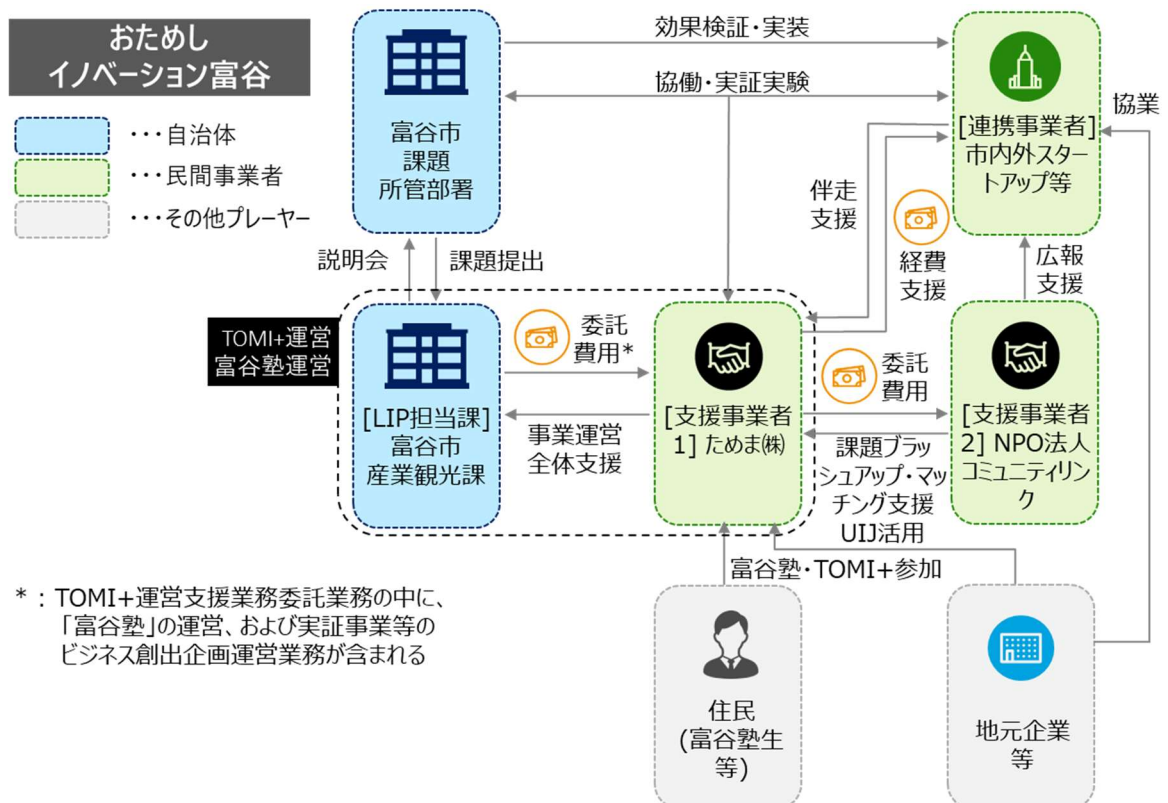 おためし
イノベーション富谷
・・・自治体
・・・民間事業者
・・・その他プレーヤー
富谷市
課題
所管部署
効果検証・実装
協働・実証実験
[連携事業者]
市内外スター
トアップ等
協業
説明会
課題提出
伴走
支援
経費
支援
広報
支援
TOMI+運営
富谷塾運営
[LIP担当課]
富谷市
産業観光課
委託
費用*
事業運営
全体支援
[支援事業者
1] ためま㈱
委託
費用
課題ブラッ
シュアップ・マッ
チング支援
UIJ活用
[支援事業者
2] NPO法人
コミュニティリン
ク
富谷塾・TOMI+参加
*：TOMI+運営支援業務委託業務の中に、
「富谷塾」の運営、および実証事業等の
ビジネス創出企画運営業務が含まれる
住民
(富谷塾生
等)
地元企業
等